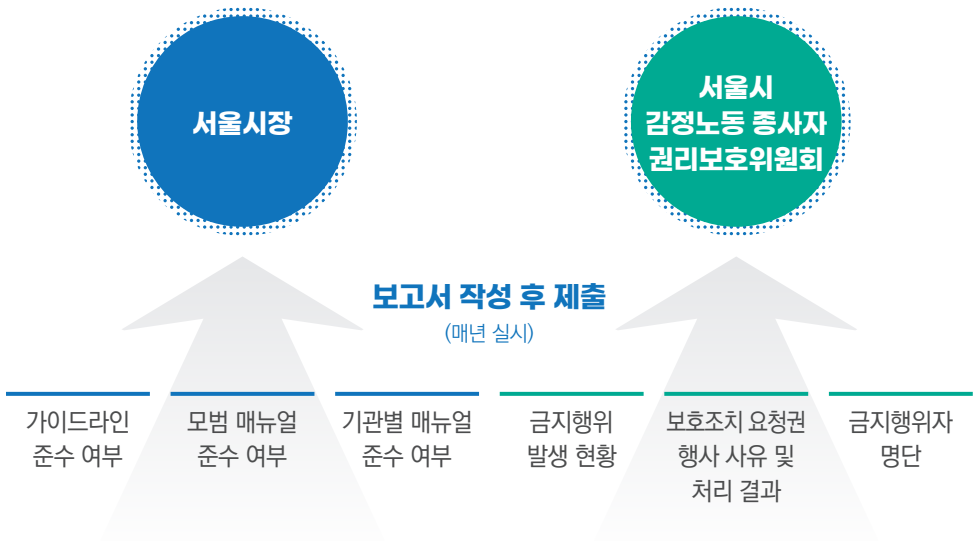 서울시장
서울시
감정노동 종사자
권리보호위원회
보고서 작성 후 제출
(매년 실시)
가이드라인
준수 여부
모범 매뉴얼
준수 여부
기관별 매뉴얼
준수 여부
금지행위
발생 현황
보호조치 요청권
행사 사유 및
처리 결과
금지행위자
명단